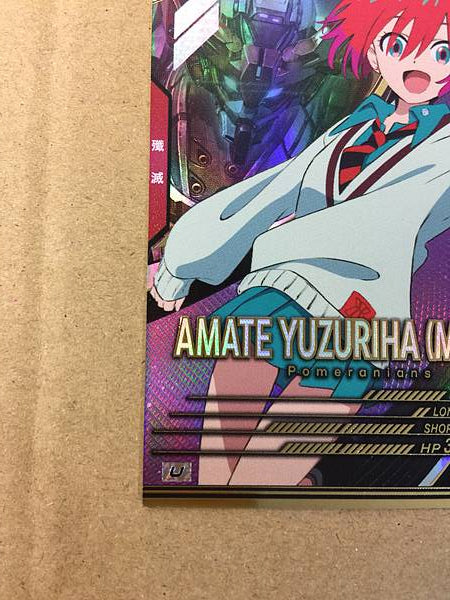 殲滅
AMATE YUZURIHA (M
Pomeranians
LON
SHOR
HP 3
U